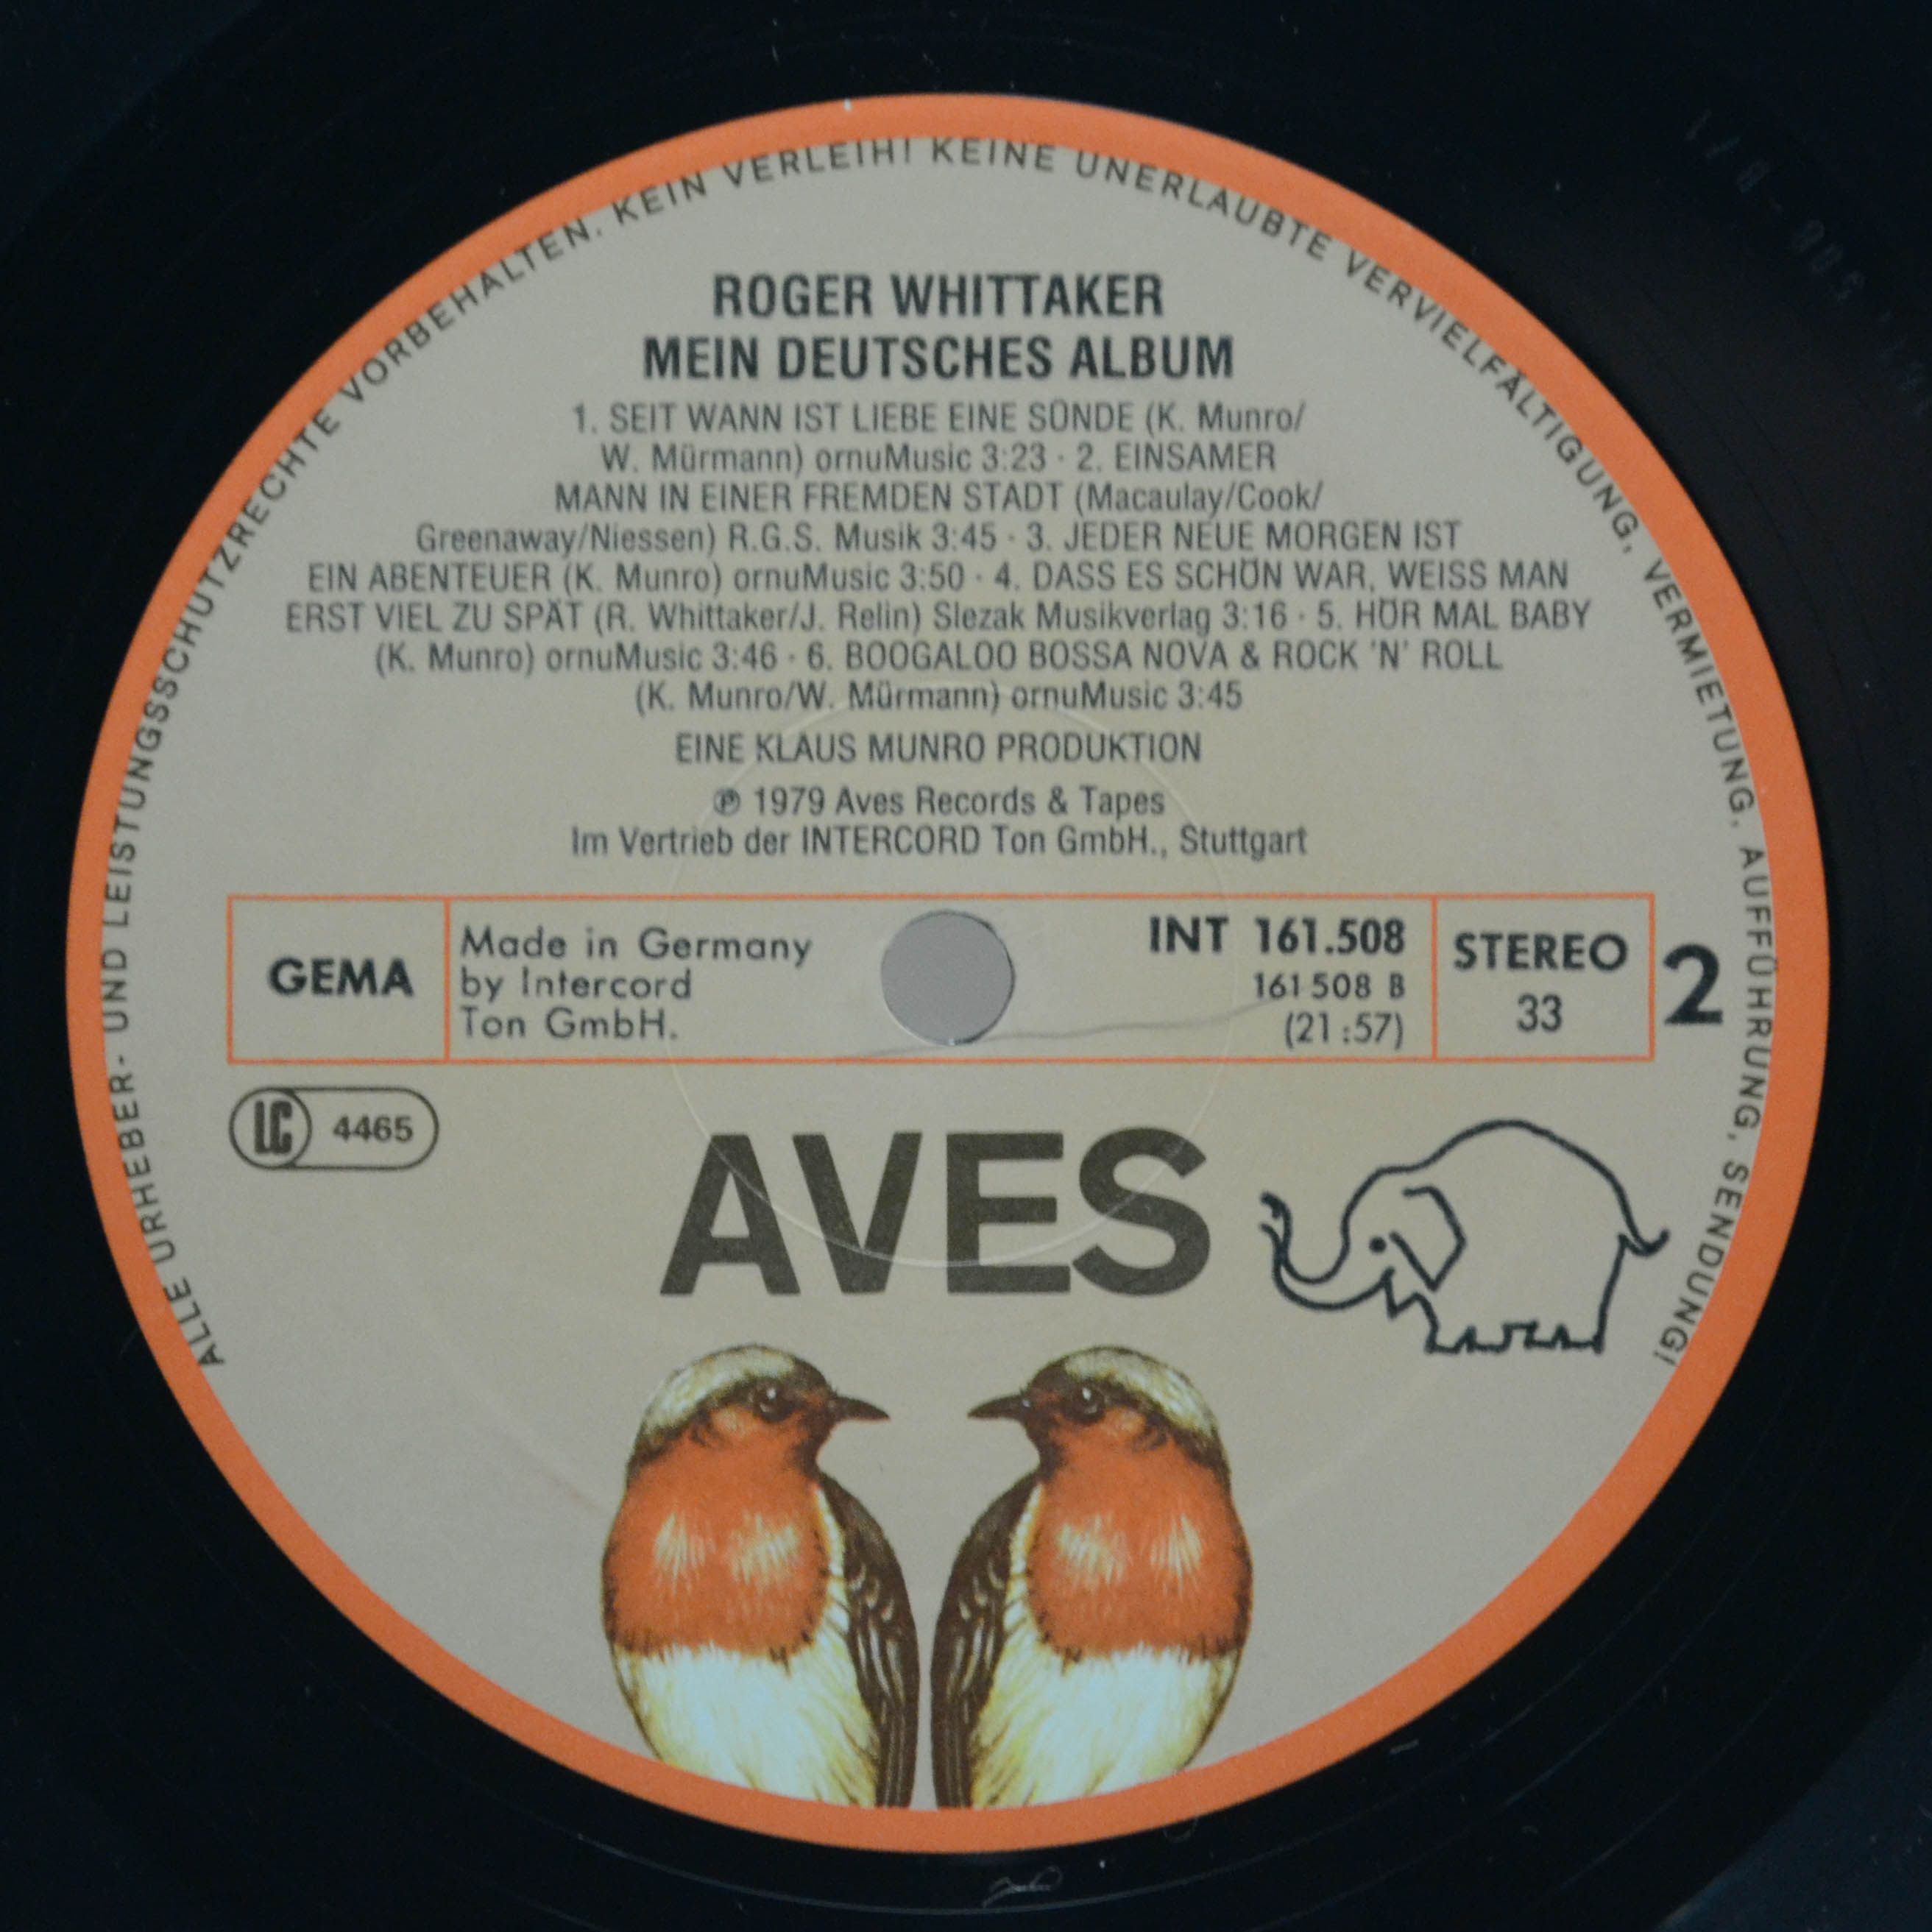 ALLE URHEBER- UND LEISTUNGSSCHUTZRECHTE VORBEHALTEN. KEIN VERLEIH! KEINE UNERLAUBTE VERVIELFÄLTIGUNG, VERMIETUNG, AUFFÜHRUNG, SENDUNG!
ROGER WHITTAKER
MEIN DEUTSCHES ALBUM
1. SEIT WANN IST LIEBE EINE SÜNDE (K. Munro/
W. Mürmann) ornuMusic 3:23 · 2. EINSAMER
MANN IN EINER FREMDEN STADT (Macaulay/Cook/
Greenaway/Niessen) R.G.S. Musik 3:45 · 3. JEDER NEUE MORGEN IST
EIN ABENTEUER (K. Munro) ornuMusic 3:50 · 4. DASS ES SCHÖN WAR, WEISS MAN
ERST VIEL ZU SPÄT (R. Whittaker/J. Relin) Slezak Musikverlag 3:16 · 5. HÖR MAL BABY
(K. Munro) ornuMusic 3:46 · 6. BOOGALOO BOSSA NOVA & ROCK 'N' ROLL
(K. Munro/W. Mürmann) ornuMusic 3:45
EINE KLAUS MUNRO PRODUKTION
℗ 1979 Aves Records & Tapes
Im Vertrieb der INTERCORD Ton GmbH., Stuttgart
GEMA
Made in Germany
by Intercord
Ton GmbH.
INT 161.508
161 508 B
(21:57)
STEREO
33
2
LC 4465
AVES